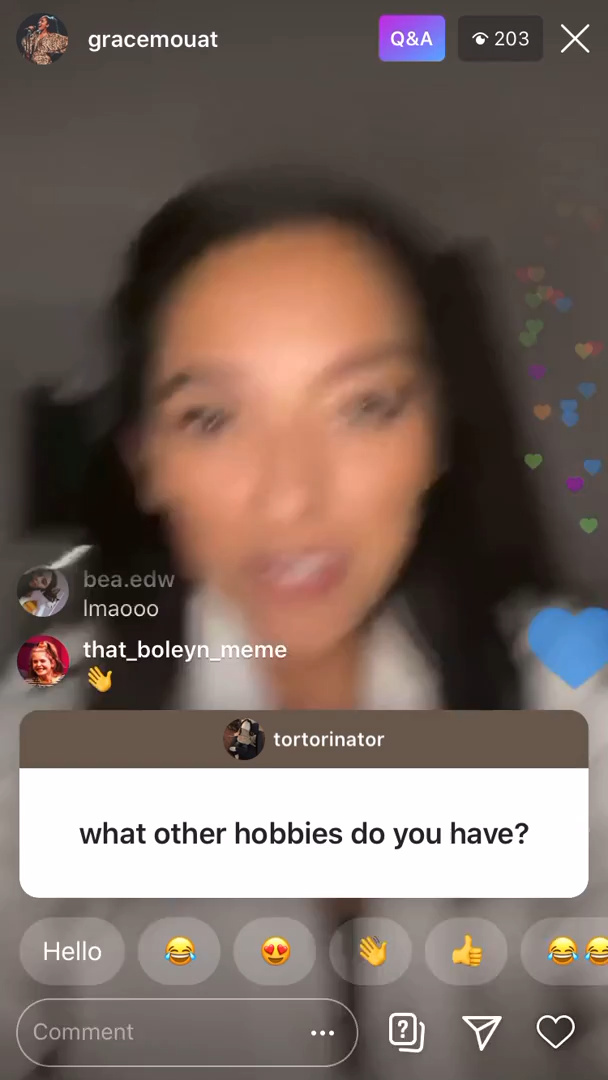 gracemouat
Q&A
203
bea.edw
lmaooo
that_boleyn_meme
👋
tortorinator
what other hobbies do you have?
Hello 😂 😍 👋 👍 😂😂
Comment
?